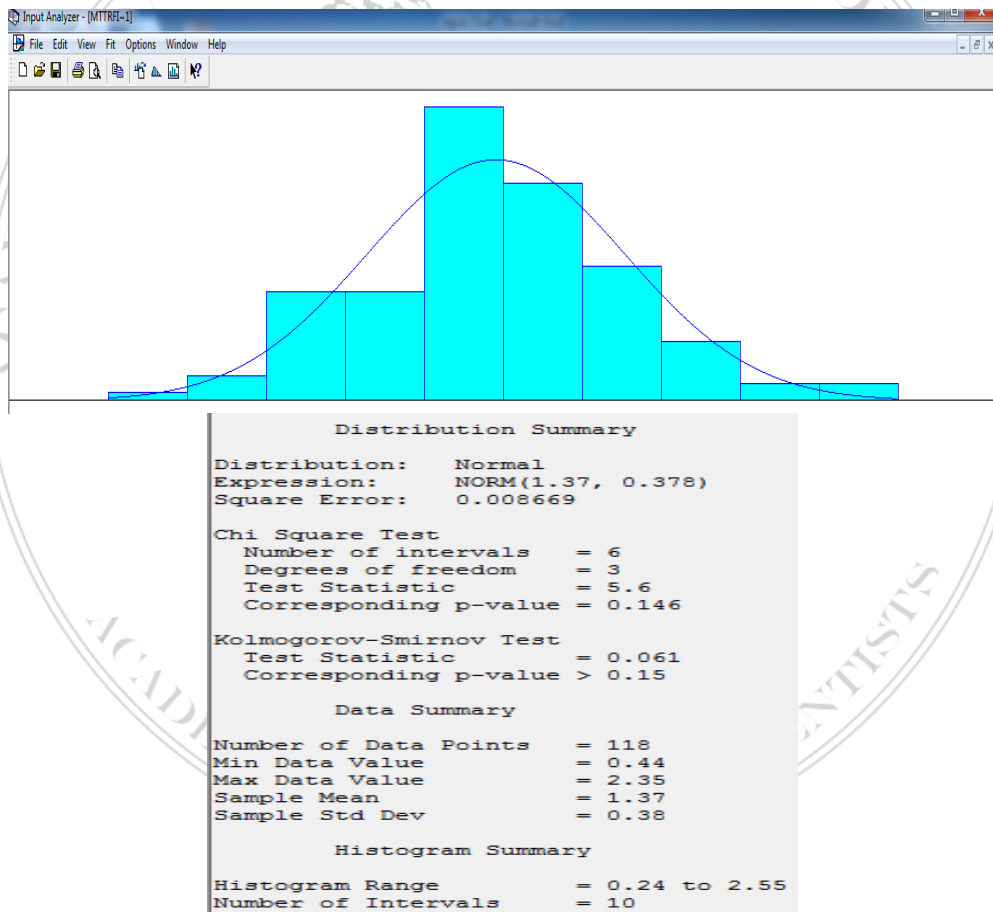 Input Analyzer - [MTTRFI~1]
File Edit View Fit Options Window Help
Distribution Summary
Distribution: Normal
Expression: NORM(1.37, 0.378)
Square Error: 0.008669
Chi Square Test
Number of intervals = 6
Degrees of freedom = 3
Test Statistic = 5.6
Corresponding p-value = 0.146
Kolmogorov-Smirnov Test
Test Statistic = 0.061
Corresponding p-value > 0.15
Data Summary
Number of Data Points = 118
Min Data Value = 0.44
Max Data Value = 2.35
Sample Mean = 1.37
Sample Std Dev = 0.38
Histogram Summary
Histogram Range = 0.24 to 2.55
Number of Intervals = 10